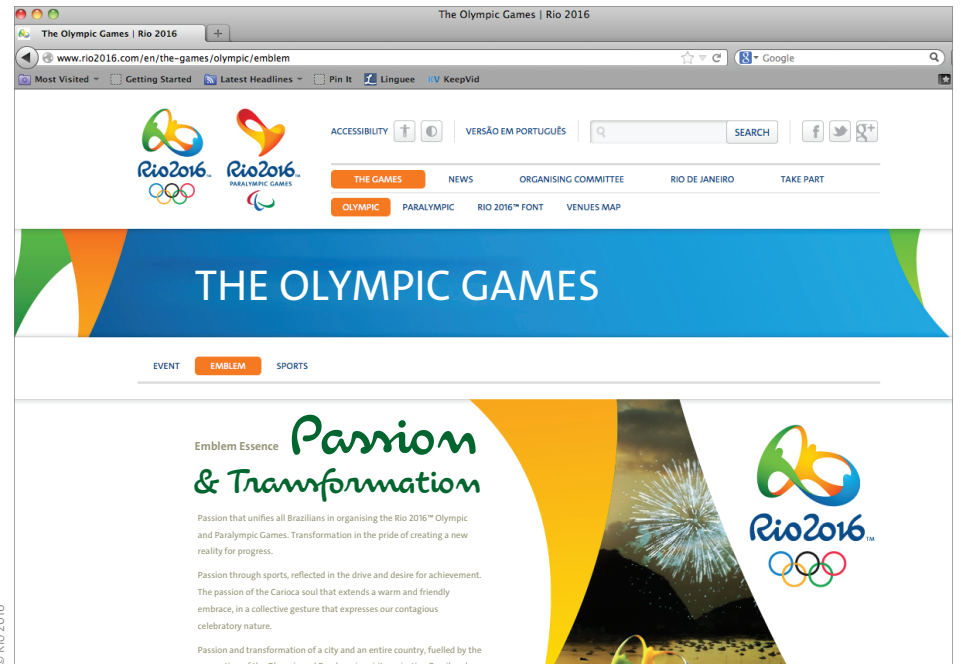 The Olympic Games | Rio 2016
The Olympic Games | Rio 2016 +
www.rio2016.com/en/the-games/olympic/emblem
Google
Most Visited Getting Started Latest Headlines Pin It Linguee KeepVid
Rio2016™ Rio2016™
PARALYMPIC GAMES
ACCESSIBILITY VERSÃO EM PORTUGUÊS SEARCH
THE GAMES NEWS ORGANISING COMMITTEE RIO DE JANEIRO TAKE PART
OLYMPIC PARALYMPIC RIO 2016™ FONT VENUES MAP
THE OLYMPIC GAMES
EVENT EMBLEM SPORTS
Emblem Essence Passion
& Transformation
Passion that unifies all Brazilians in organising the Rio 2016™ Olympic
and Paralympic Games. Transformation in the pride of creating a new
reality for progress.
Passion through sports, reflected in the drive and desire for achievement.
The passion of the Carioca soul that extends a warm and friendly
embrace, in a collective gesture that expresses our contagious
celebratory nature.
Passion and transformation of a city and an entire country, fuelled by the
Rio2016™
© Rio 2016